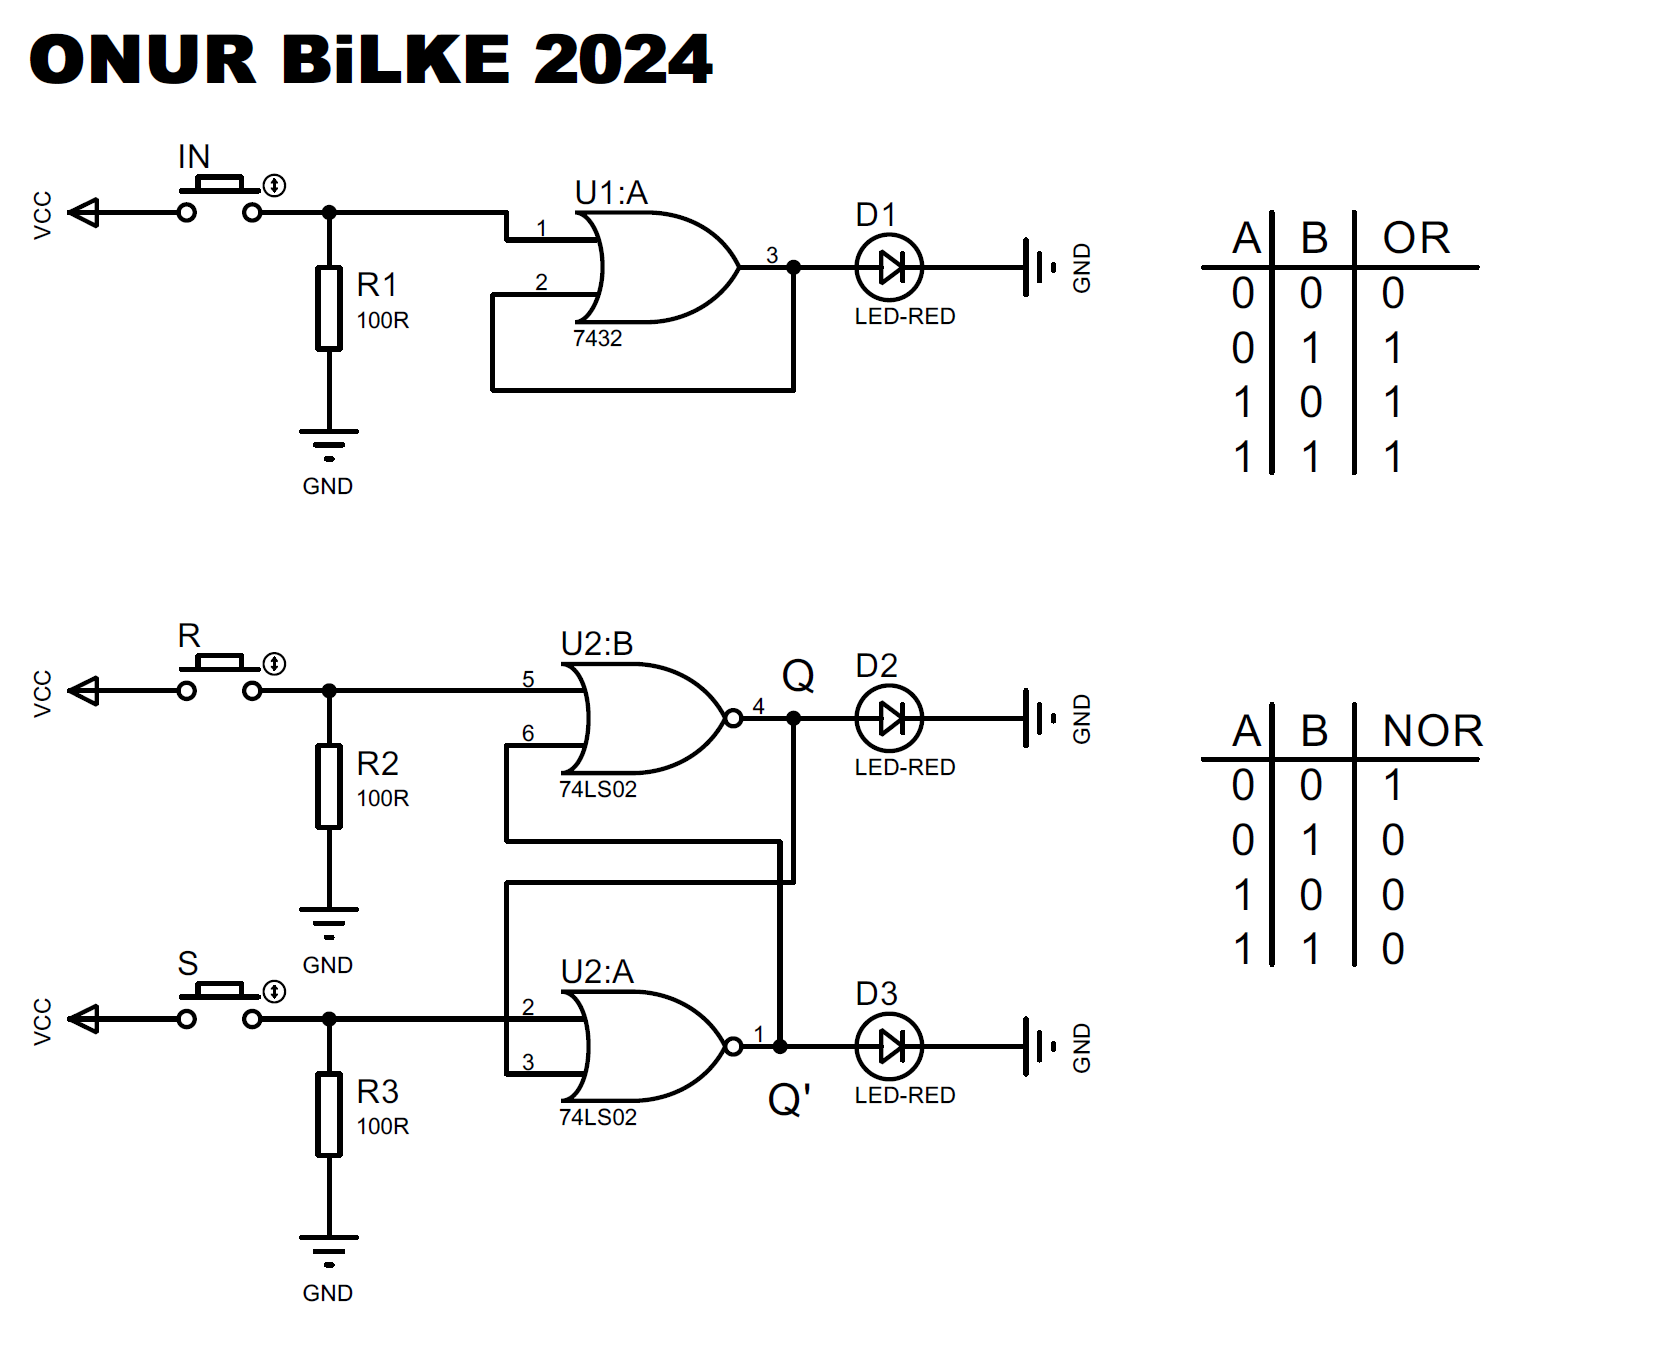 ONUR BiLKE 2024
IN
VCC
R1
100R
GND
U1:A
1
2
3
7432
D1
LED-RED
GND
A B OR
0 0 0
0 1 1
1 0 1
1 1 1
R
VCC
R2
100R
GND
U2:B
5
6
4
74LS02
Q
D2
LED-RED
GND
A B NOR
0 0 1
0 1 0
1 0 0
1 1 0
S
VCC
R3
100R
GND
U2:A
2
3
1
74LS02
Q'
D3
LED-RED
GND